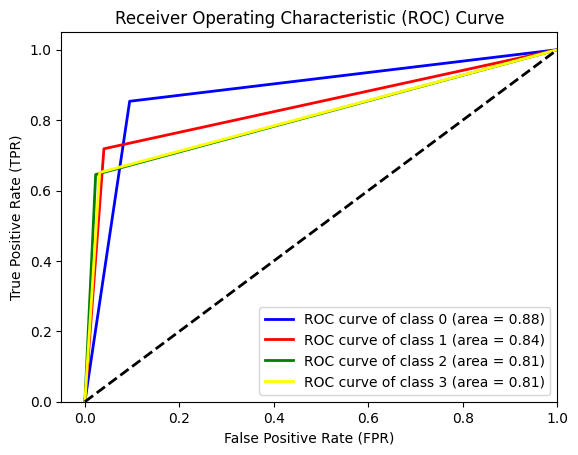 Receiver Operating Characteristic (ROC) Curve
1.0
0.8
0.6
0.4
0.2
0.0
True Positive Rate (TPR)
ROC curve of class 0 (area = 0.88)
ROC curve of class 1 (area = 0.84)
ROC curve of class 2 (area = 0.81)
ROC curve of class 3 (area = 0.81)
0.0 0.2 0.4 0.6 0.8 1.0
False Positive Rate (FPR)